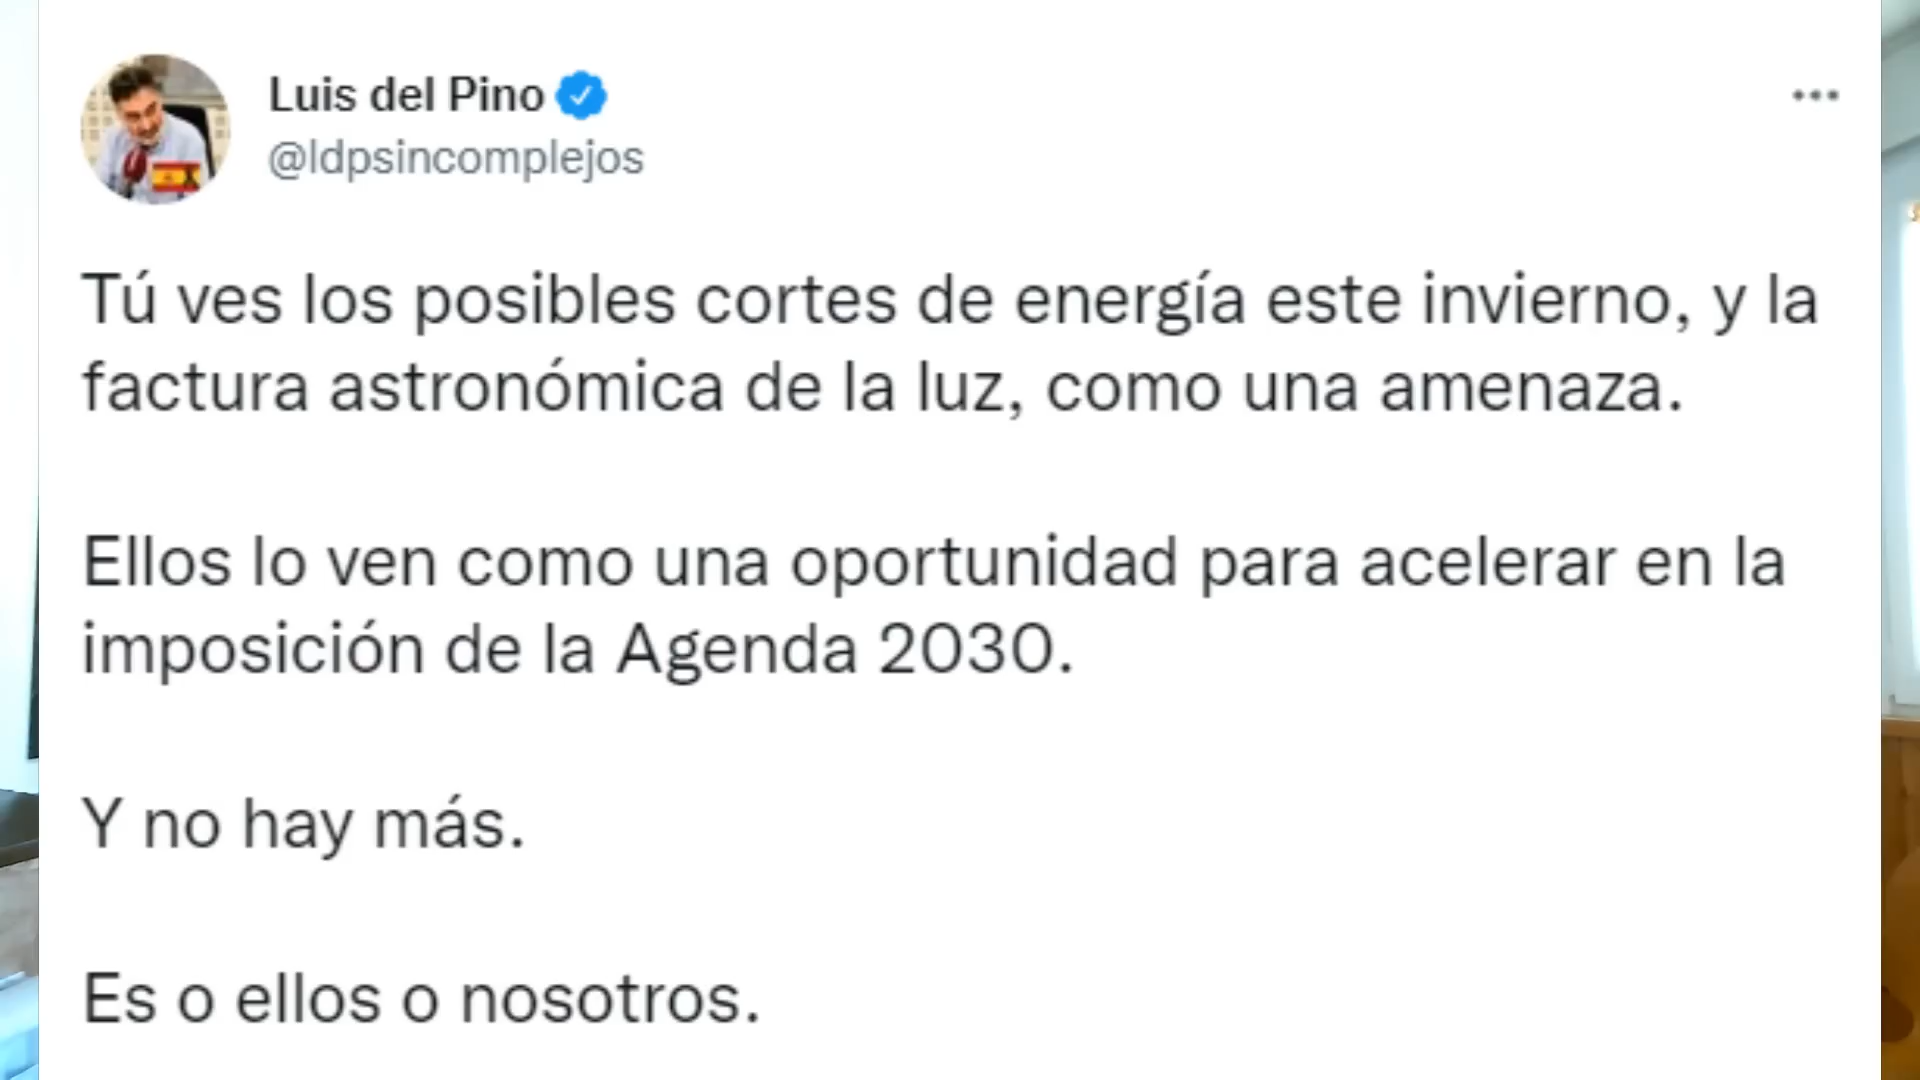 Luis del Pino
@ldpsincomplejos
Tú ves los posibles cortes de energía este invierno, y la
factura astronómica de la luz, como una amenaza.
Ellos lo ven como una oportunidad para acelerar en la
imposición de la Agenda 2030.
Y no hay más.
Es o ellos o nosotros.